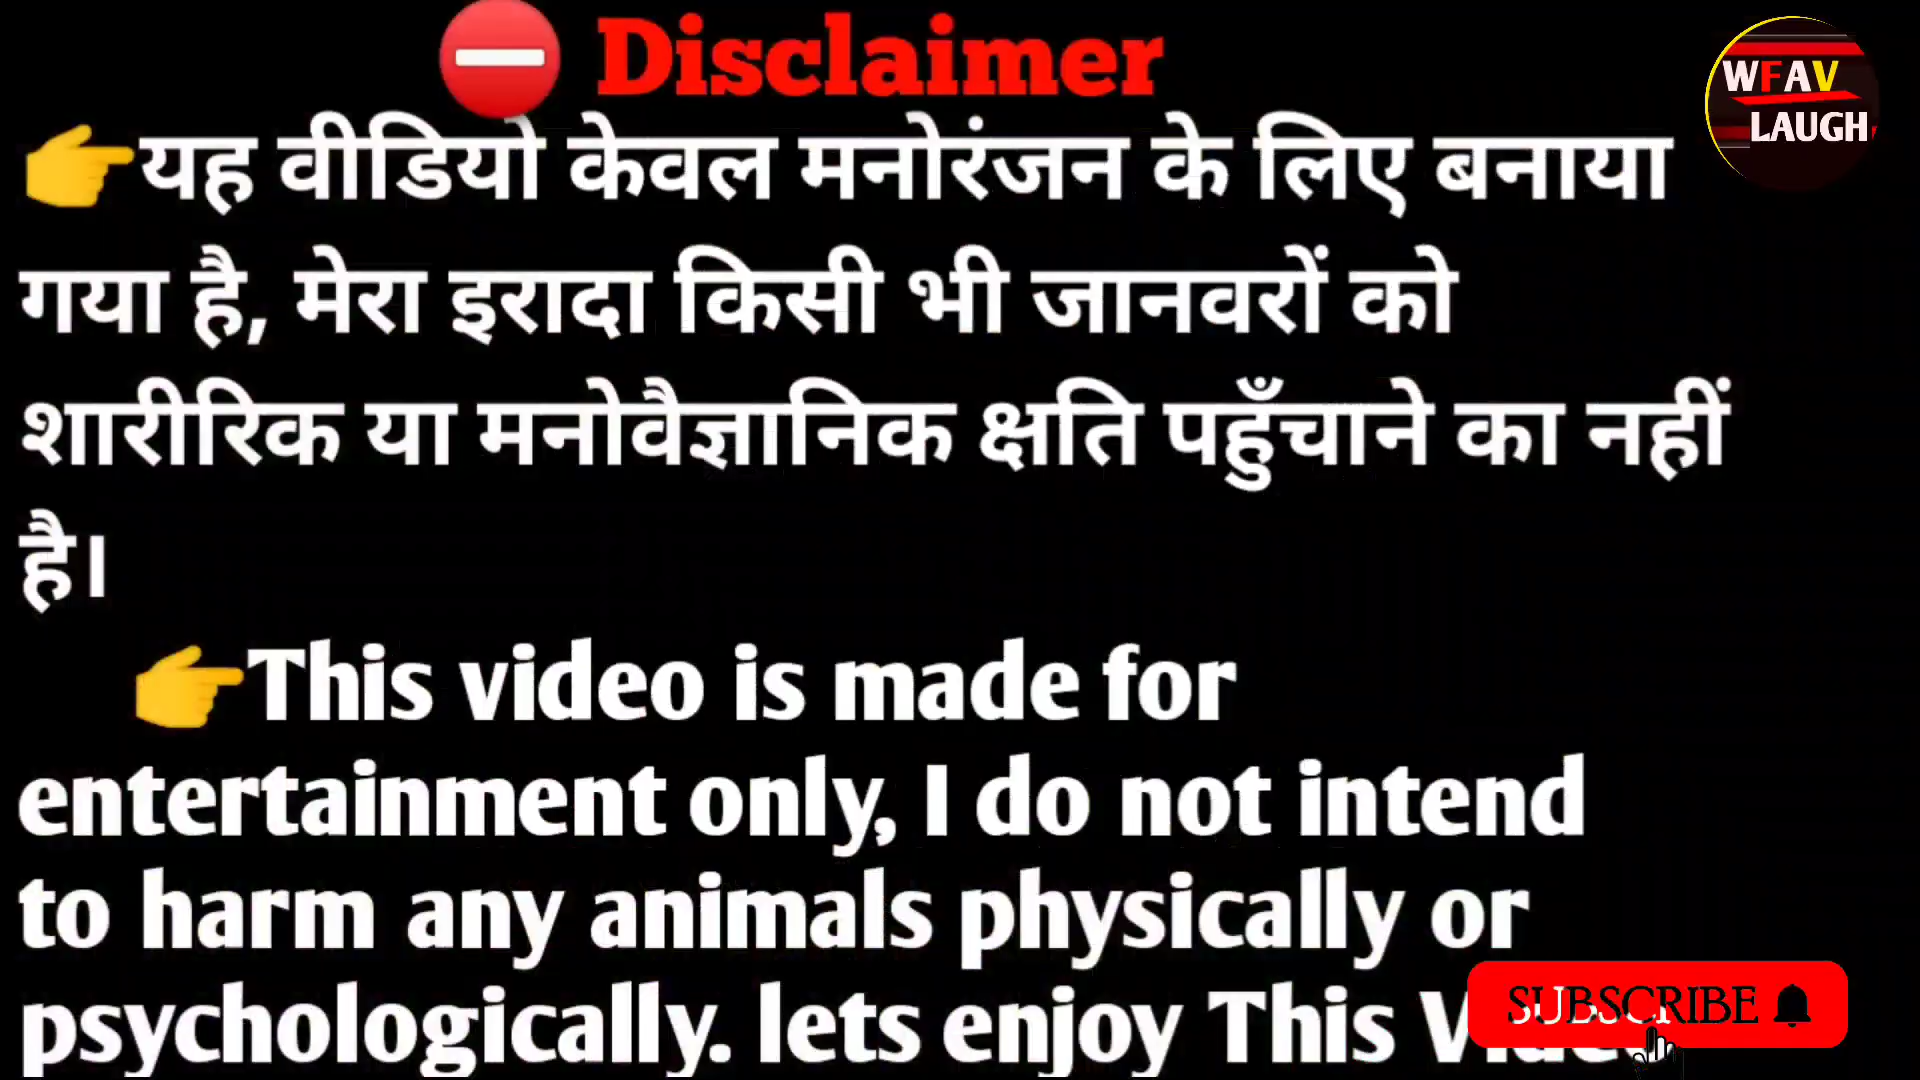 Disclaimer
WFAV
LAUGH
यह वीडियो केवल मनोरंजन के लिए बनाया
गया है, मेरा इरादा किसी भी जानवरों को
शारीरिक या मनोवैज्ञानिक क्षति पहुँचाने का नहीं
है।
This video is made for
entertainment only, I do not intend
to harm any animals physically or
psychologically. lets enjoy This Video
SUBSCRIBE